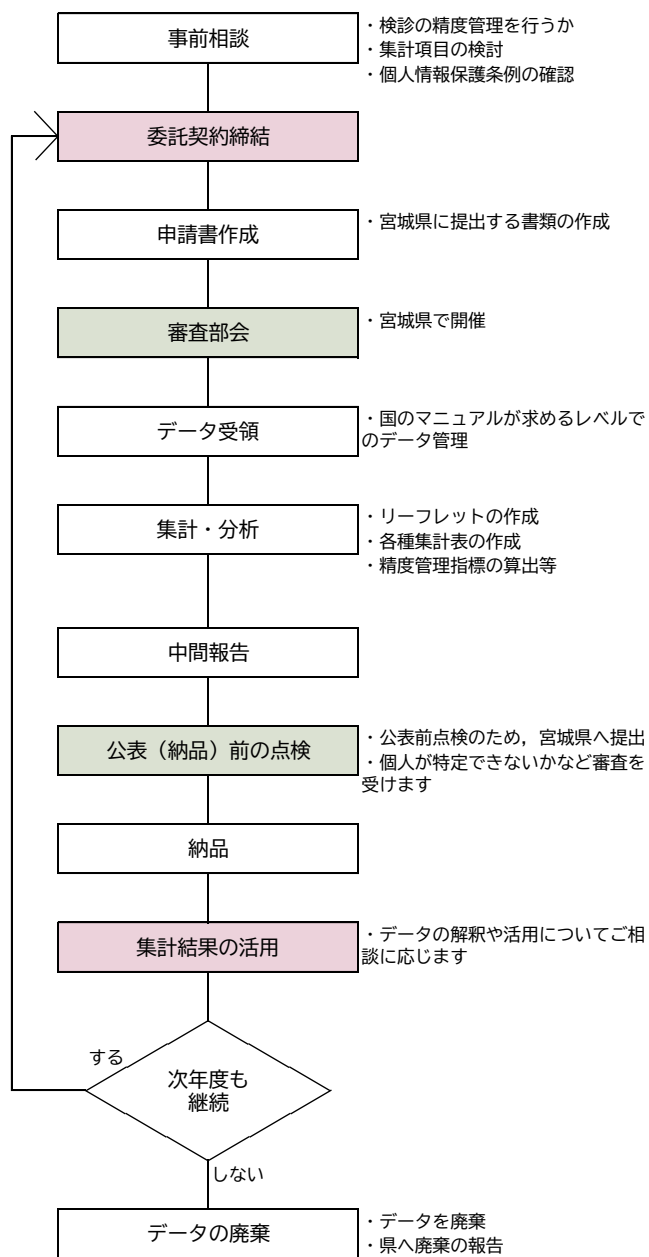 事前相談
・検診の精度管理を行うか
・集計項目の検討
・個人情報保護条例の確認
委託契約締結
申請書作成
・宮城県に提出する書類の作成
審査部会
・宮城県で開催
データ受領
・国のマニュアルが求めるレベルで
のデータ管理
集計・分析
・リーフレットの作成
・各種集計表の作成
・精度管理指標の算出等
中間報告
公表（納品）前の点検
・公表前点検のため，宮城県へ提出
・個人が特定できないかなど審査を
受けます
納品
集計結果の活用
・データの解釈や活用についてご相
談に応じます
する
次年度も
継続
しない
データの廃棄
・データを廃棄
・県へ廃棄の報告